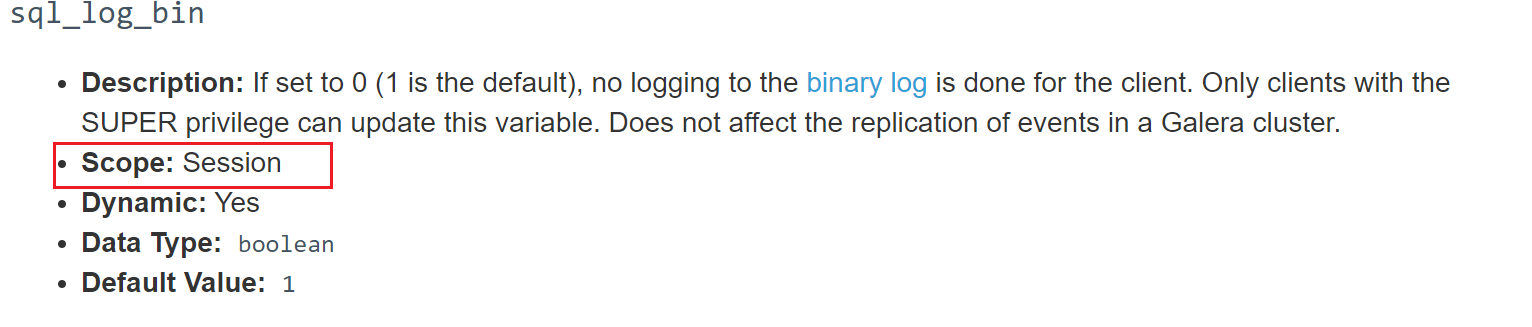 sql_log_bin
• Description: If set to 0 (1 is the default), no logging to the binary log is done for the client. Only clients with the
SUPER privilege can update this variable. Does not affect the replication of events in a Galera cluster.
• Scope: Session
• Dynamic: Yes
• Data Type: boolean
• Default Value: 1